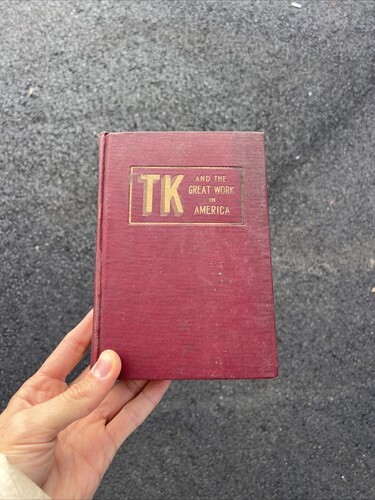 TK
AND THE
GREAT WORK
IN
AMERICA